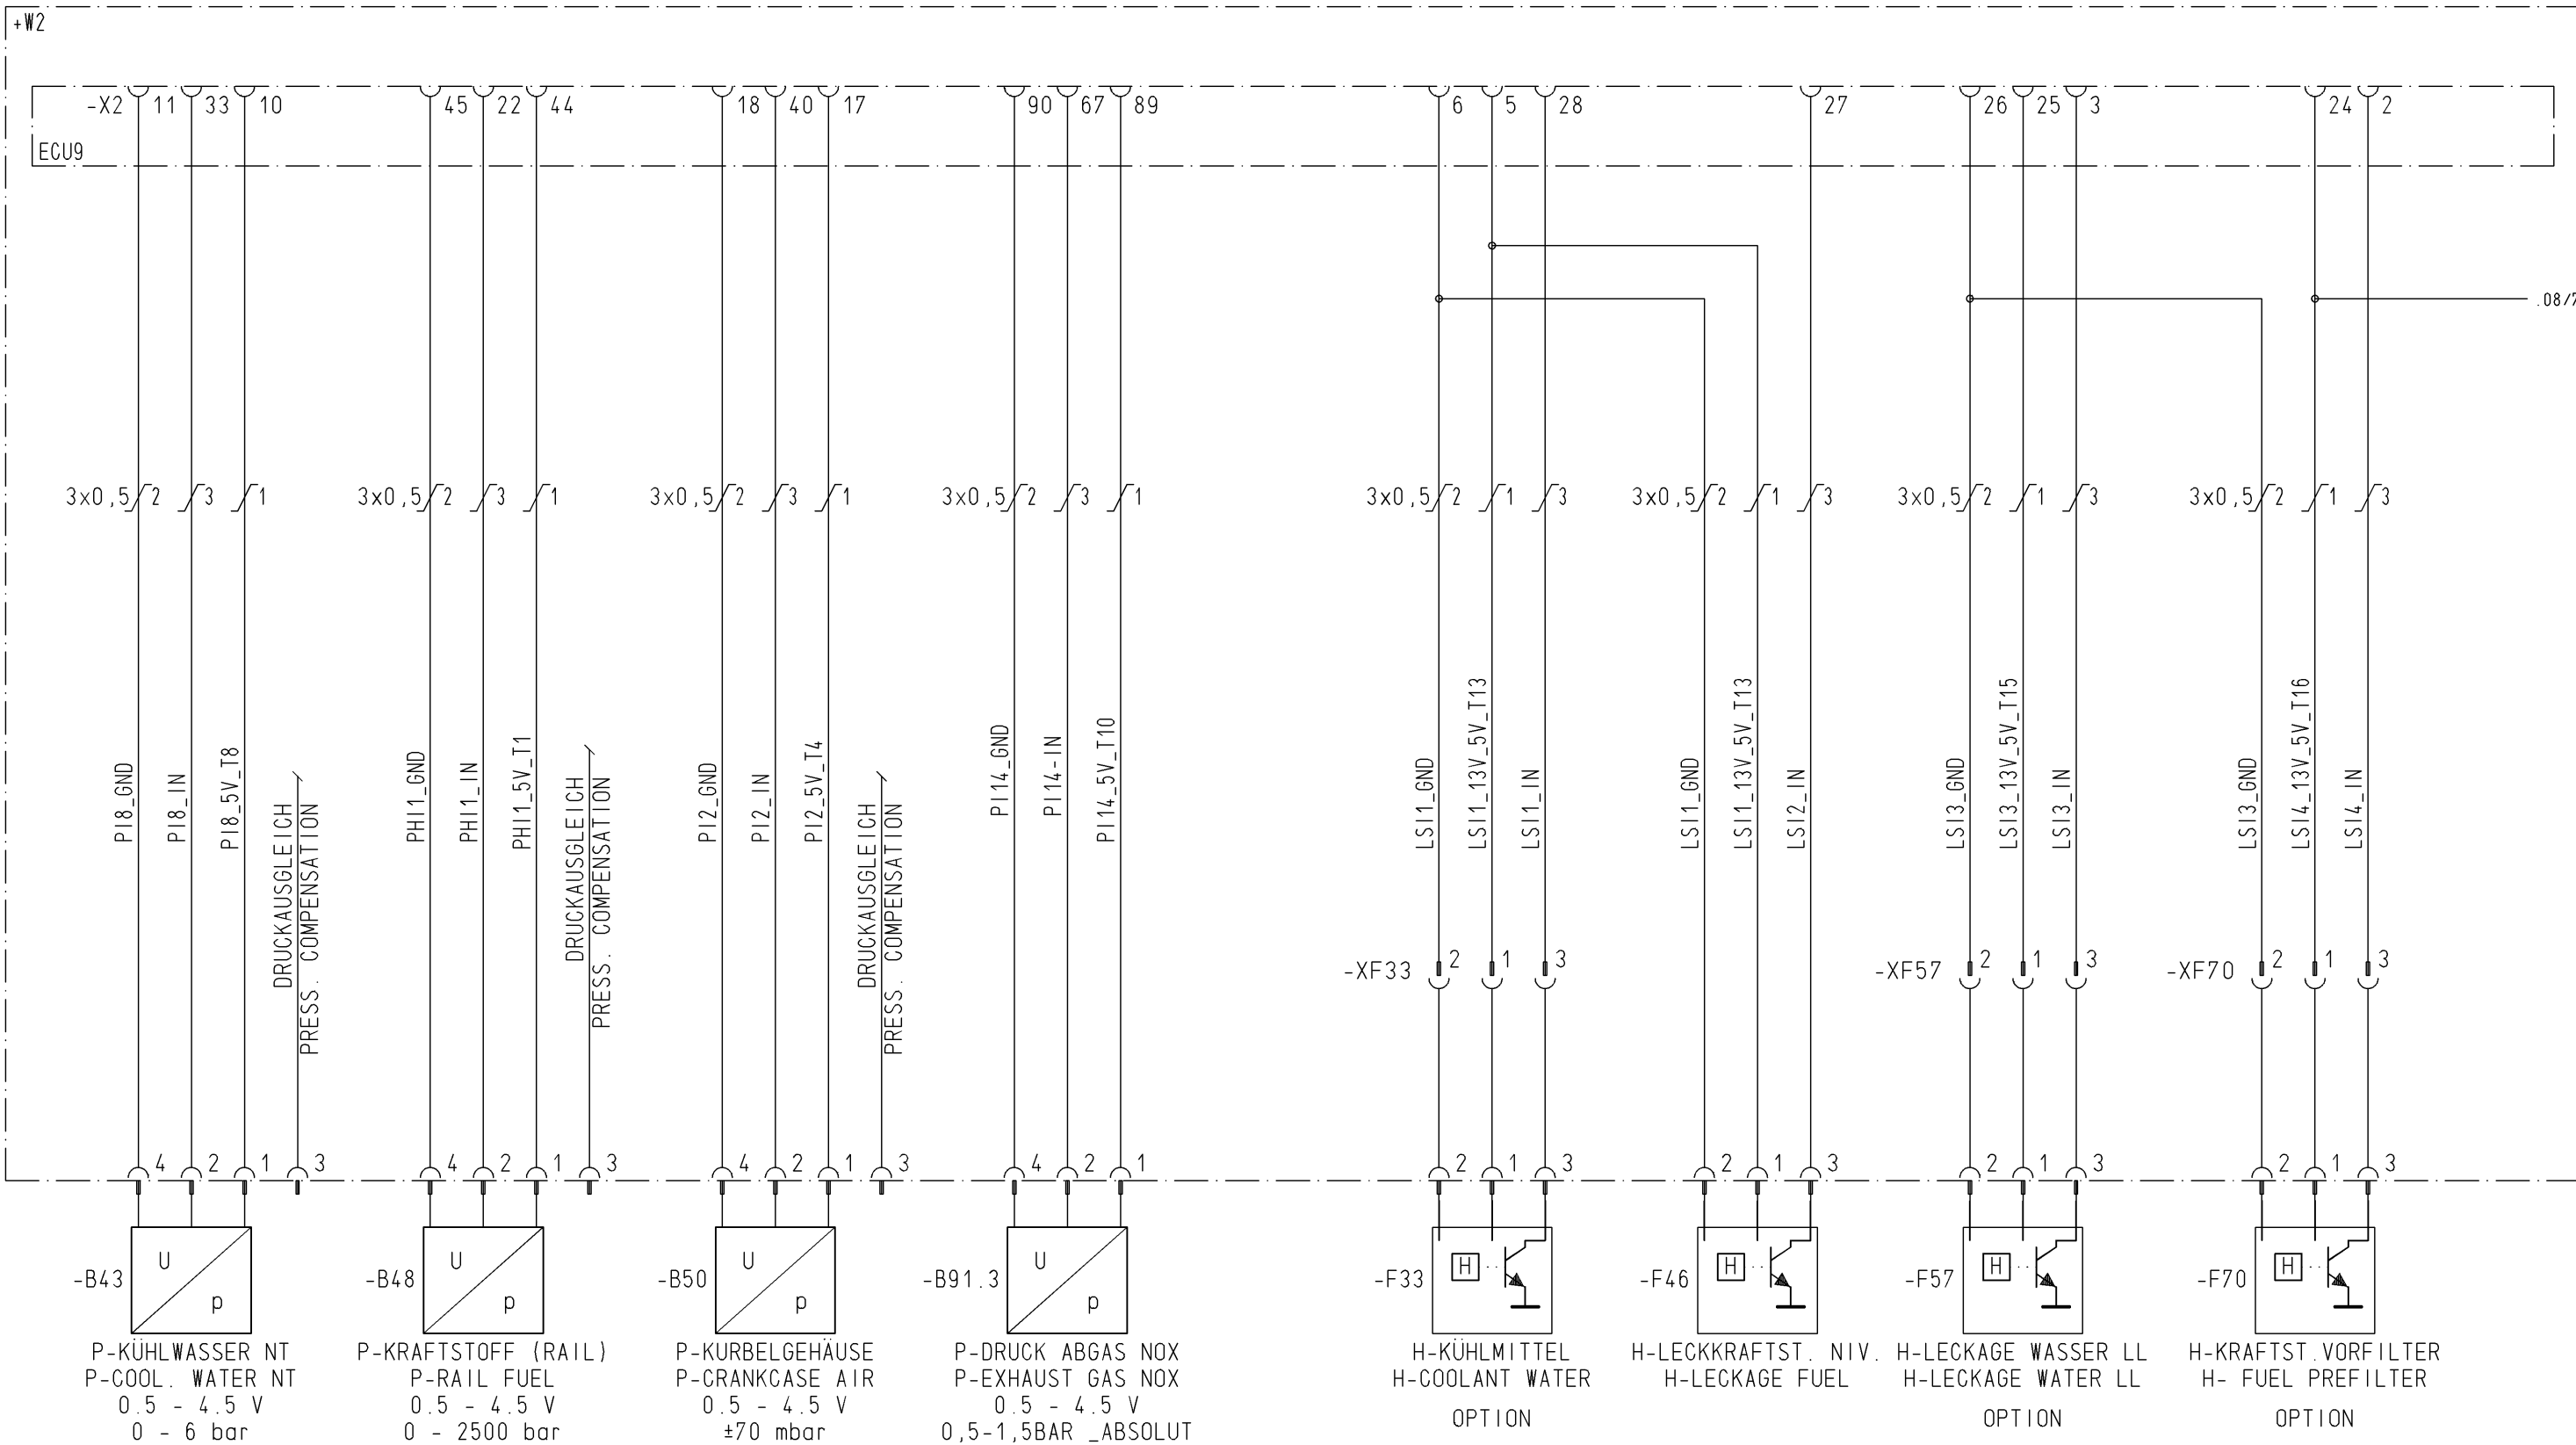 +W2
-X2 11 33 10 45 22 44 18 40 17 90 67 89 6 5 28 27 26 25 3 24 2
ECU9
.08/7
3x0,5 2 3 1 3x0,5 2 3 1 3x0,5 2 3 1 3x0,5 2 3 1 3x0,5 2 1 3 3x0,5 2 1 3 3x0,5 2 1 3 3x0,5 2 1 3
PI8_GND
PI8_IN
PI8_5V_T8
DRUCKAUSGLEICH
PRESS. COMPENSATION
PHI1_GND
PHI1_IN
PHI1_5V_T1
DRUCKAUSGLEICH
PRESS. COMPENSATION
PI2_GND
PI2_IN
PI2_5V_T4
DRUCKAUSGLEICH
PRESS. COMPENSATION
PI14_GND
PI14-IN
PI14_5V_T10
LSI1_GND
LSI1_13V_5V_T13
LSI1_IN
LSI1_GND
LSI1_13V_5V_T13
LSI2_IN
LSI3_GND
LSI3_13V_5V_T15
LSI3_IN
LSI3_GND
LSI4_13V_5V_T16
LSI4_IN
-XF33 2 1 3 -XF57 2 1 3 -XF70 2 1 3
4 2 1 3 4 2 1 3 4 2 1 3 4 2 1 2 1 3 2 1 3 2 1 3 2 1 3
-B43 U p
P-KÜHLWASSER NT
P-COOL. WATER NT
0.5 - 4.5 V
0 - 6 bar
-B48 U p
P-KRAFTSTOFF (RAIL)
P-RAIL FUEL
0.5 - 4.5 V
0 - 2500 bar
-B50 U p
P-KURBELGEHÄUSE
P-CRANKCASE AIR
0.5 - 4.5 V
±70 mbar
-B91.3 U p
P-DRUCK ABGAS NOX
P-EXHAUST GAS NOX
0.5 - 4.5 V
0,5-1,5BAR _ABSOLUT
-F33 H
H-KÜHLMITTEL
H-COOLANT WATER
OPTION
-F46 H
H-LECKKRAFTST. NIV.
H-LECKAGE FUEL
-F57 H
H-LECKAGE WASSER LL
H-LECKAGE WATER LL
OPTION
-F70 H
H-KRAFTST.VORFILTER
H- FUEL PREFILTER
OPTION